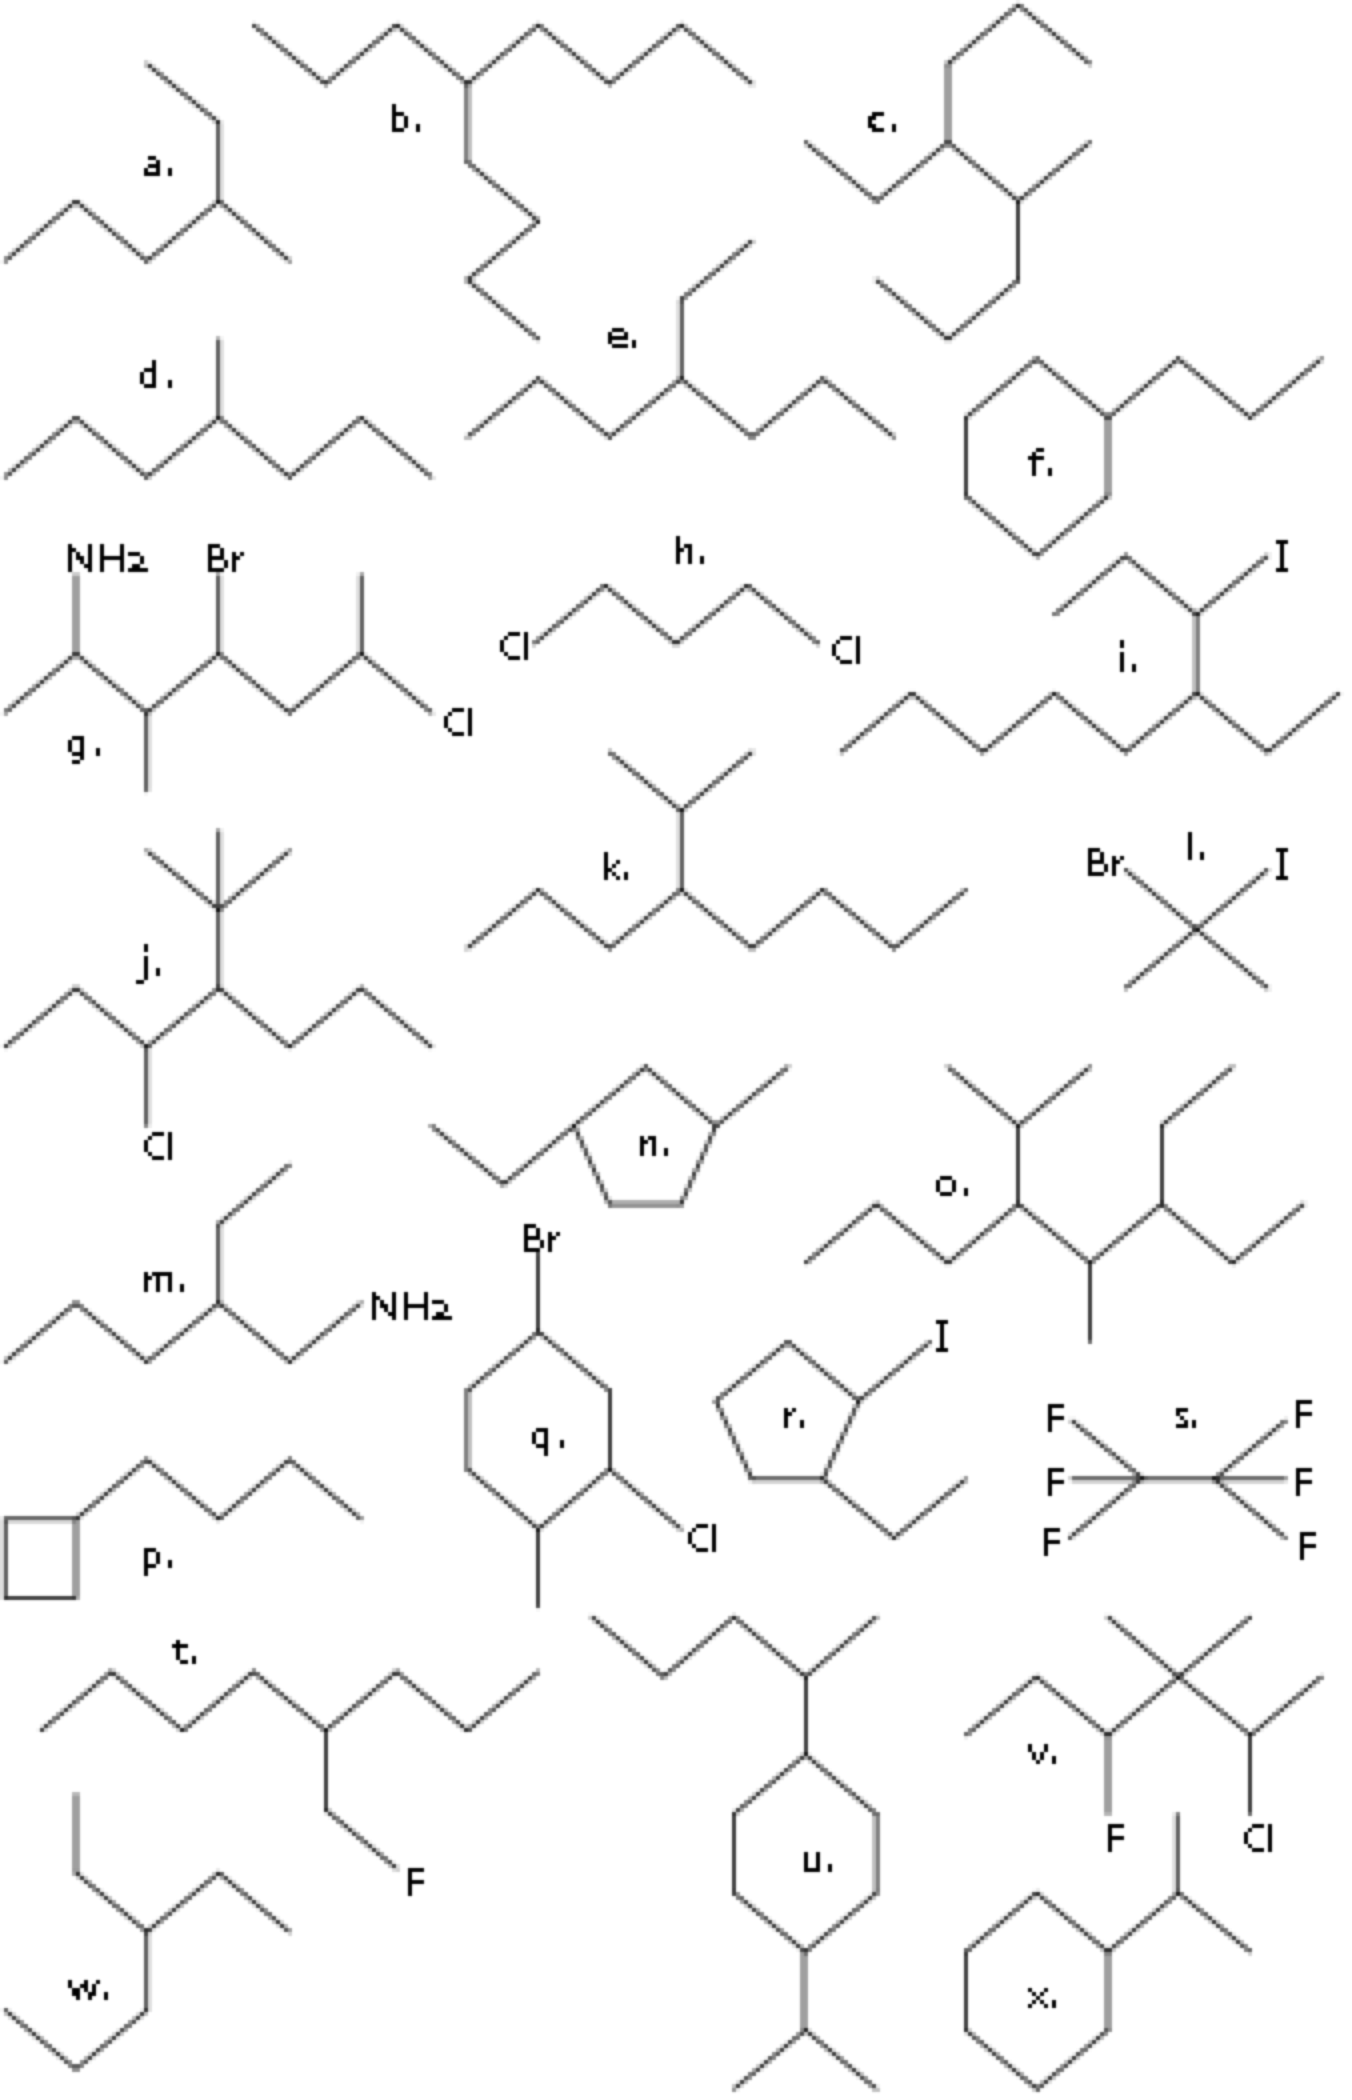 b.
c.
a.
e.
d.
f.
NH2 Br
h.
I
Cl Cl
i.
g.
Cl
k.
l.
Br I
j.
n.
Cl
o.
Br
m.
NH2
I
q.
r.
F s. F
F F
F F
p.
Cl
t.
v.
u.
F Cl
F
w.
x.